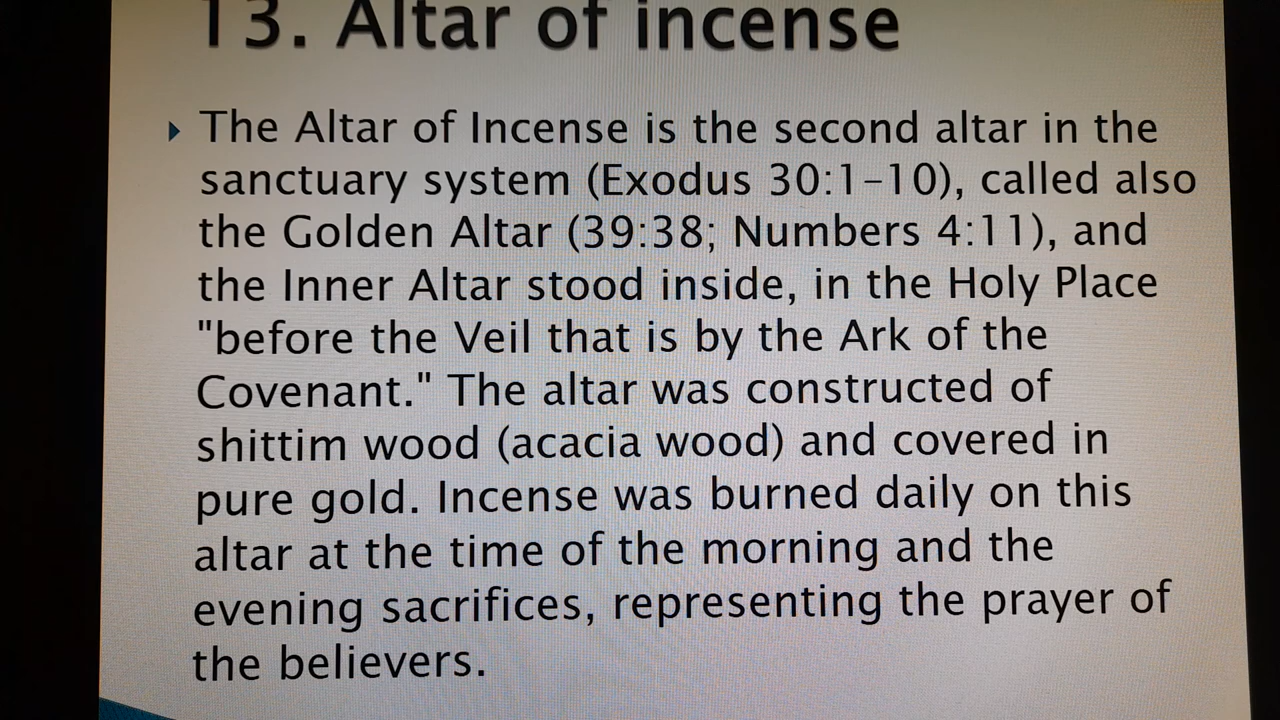 13. Altar of incense
The Altar of Incense is the second altar in the
sanctuary system (Exodus 30:1-10), called also
the Golden Altar (39:38; Numbers 4:11), and
the Inner Altar stood inside, in the Holy Place
"before the Veil that is by the Ark of the
Covenant." The altar was constructed of
shittim wood (acacia wood) and covered in
pure gold. Incense was burned daily on this
altar at the time of the morning and the
evening sacrifices, representing the prayer of
the believers.